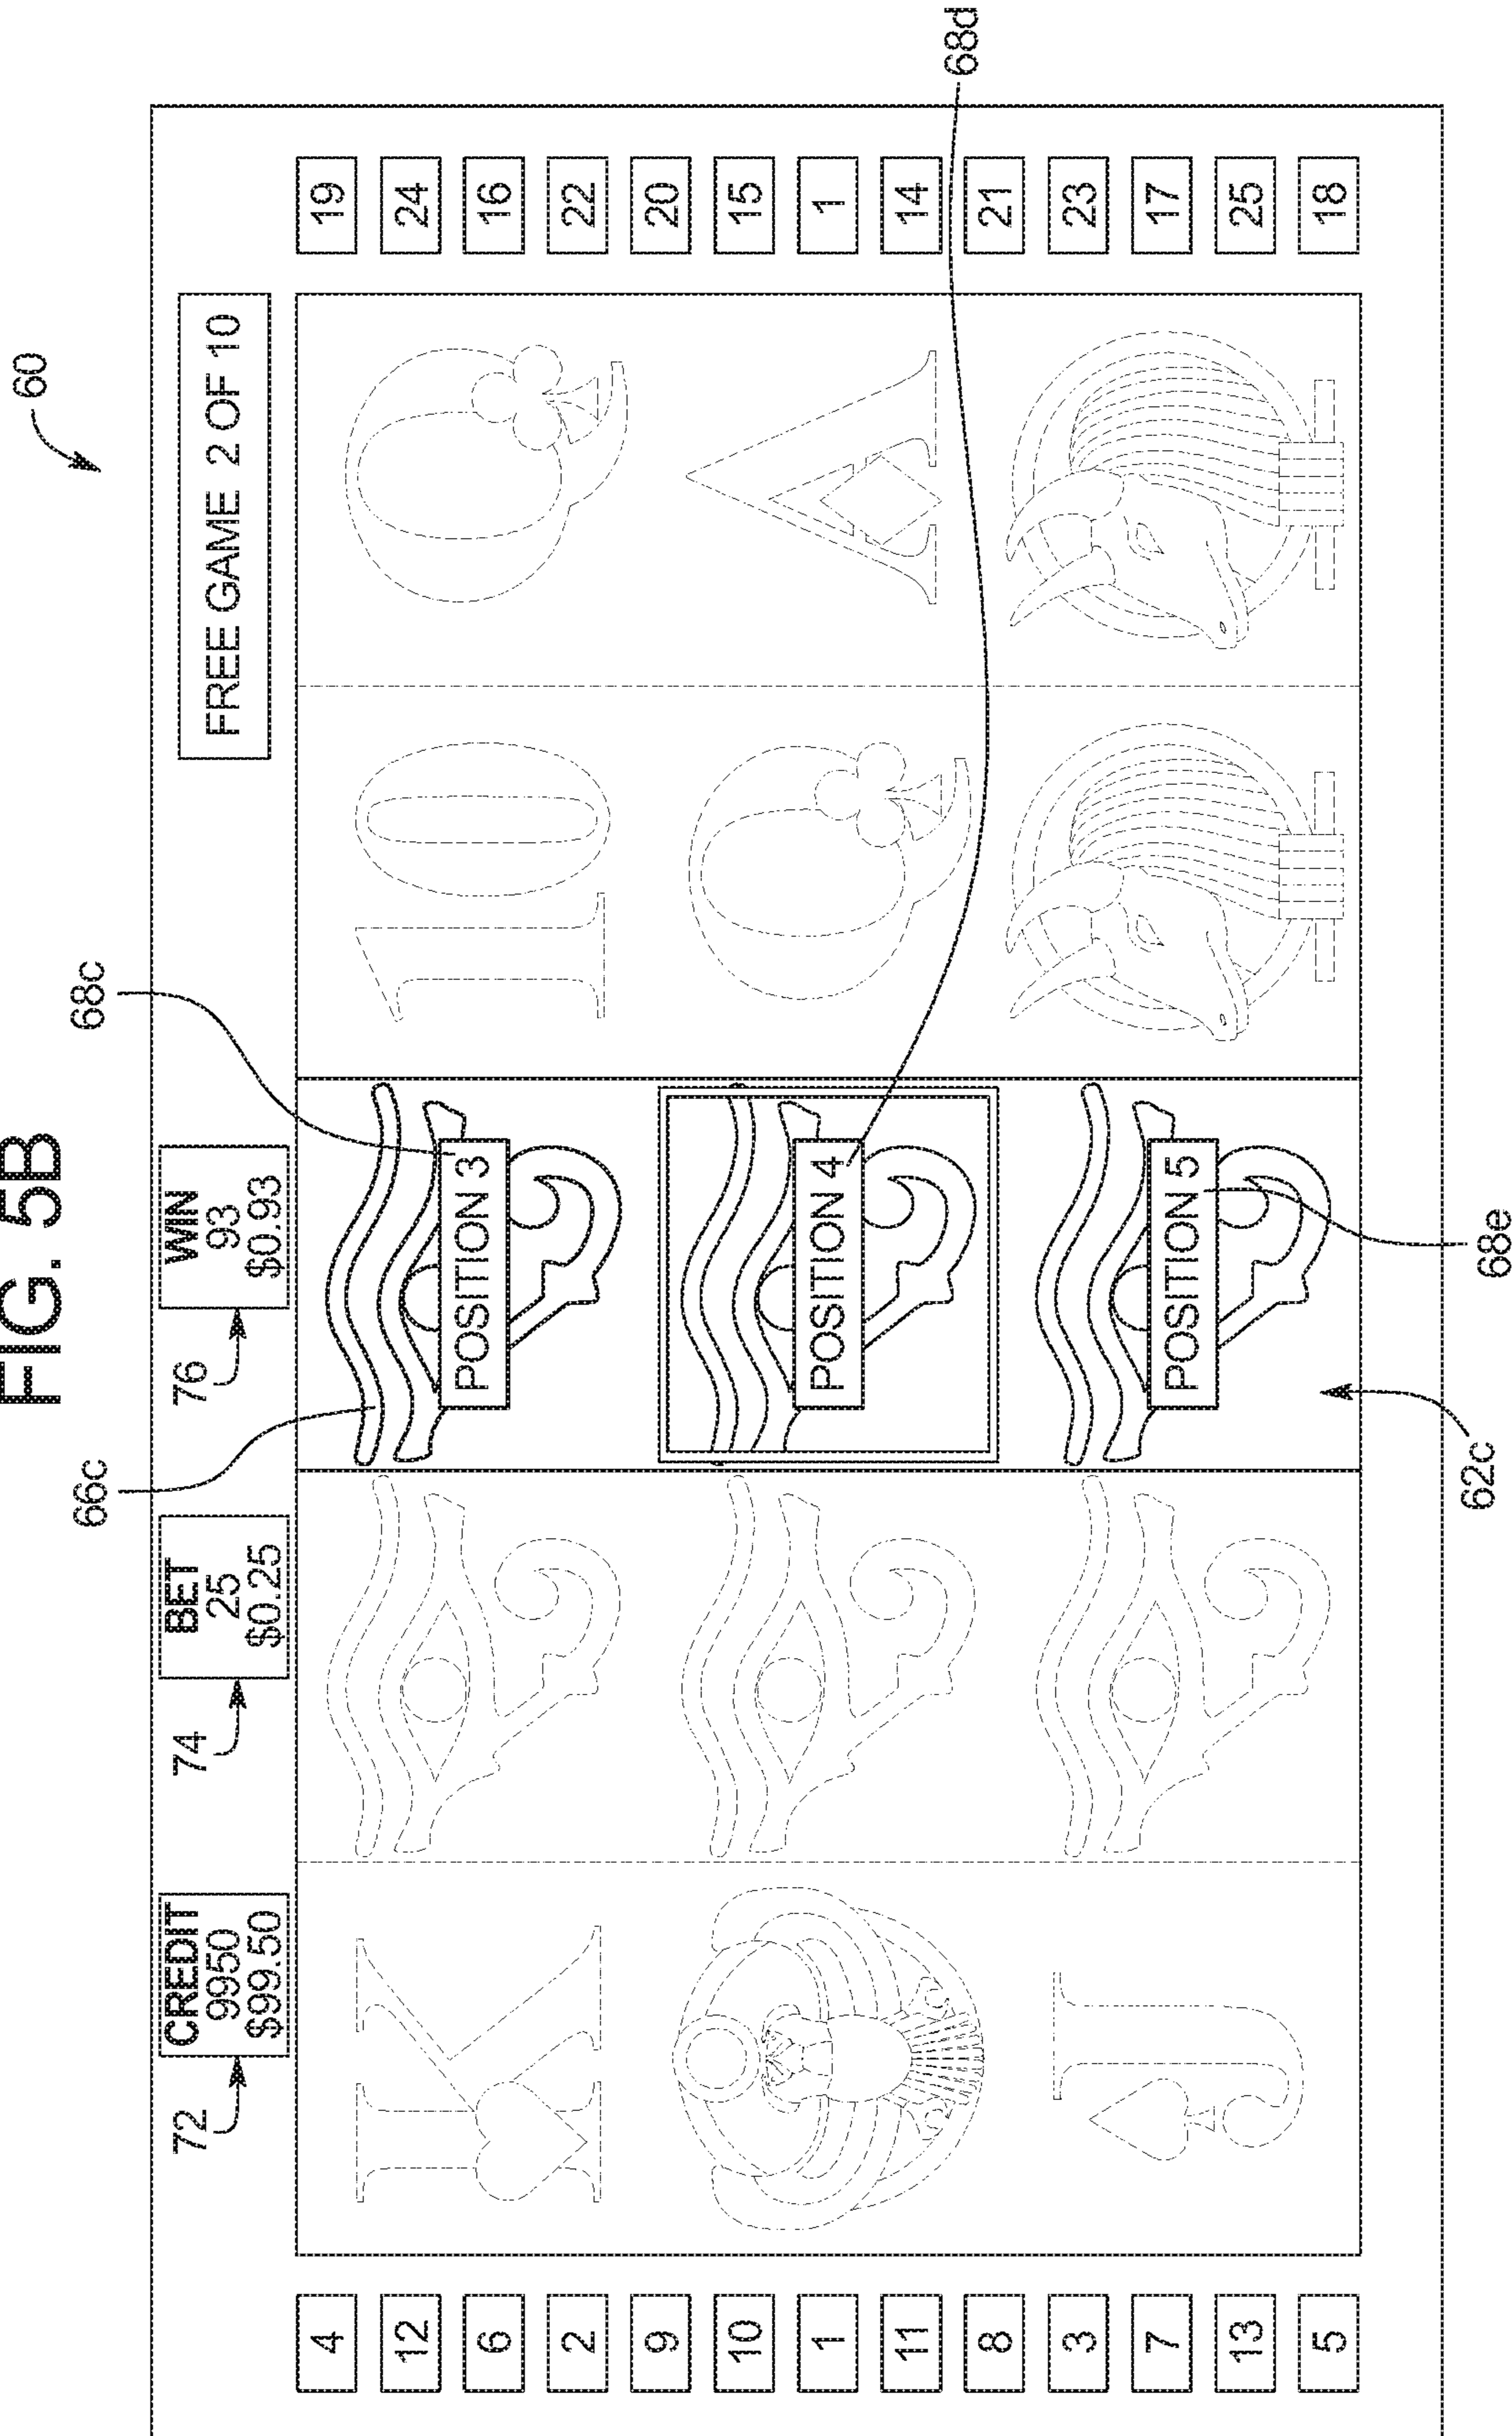 FIG. 5B
60
66c
68c
72
CREDIT
9950
$99.50
74
BET
25
$0.25
76
WIN
93
$0.93
FREE GAME 2 OF 10
4
12
6
2
9
10
1
11
8
3
7
13
5
K
POSITION 3
10
Q
POSITION 4
Q
A
J
POSITION 5
19
24
16
22
20
15
1
14
21
23
17
25
18
68d
62c
68e